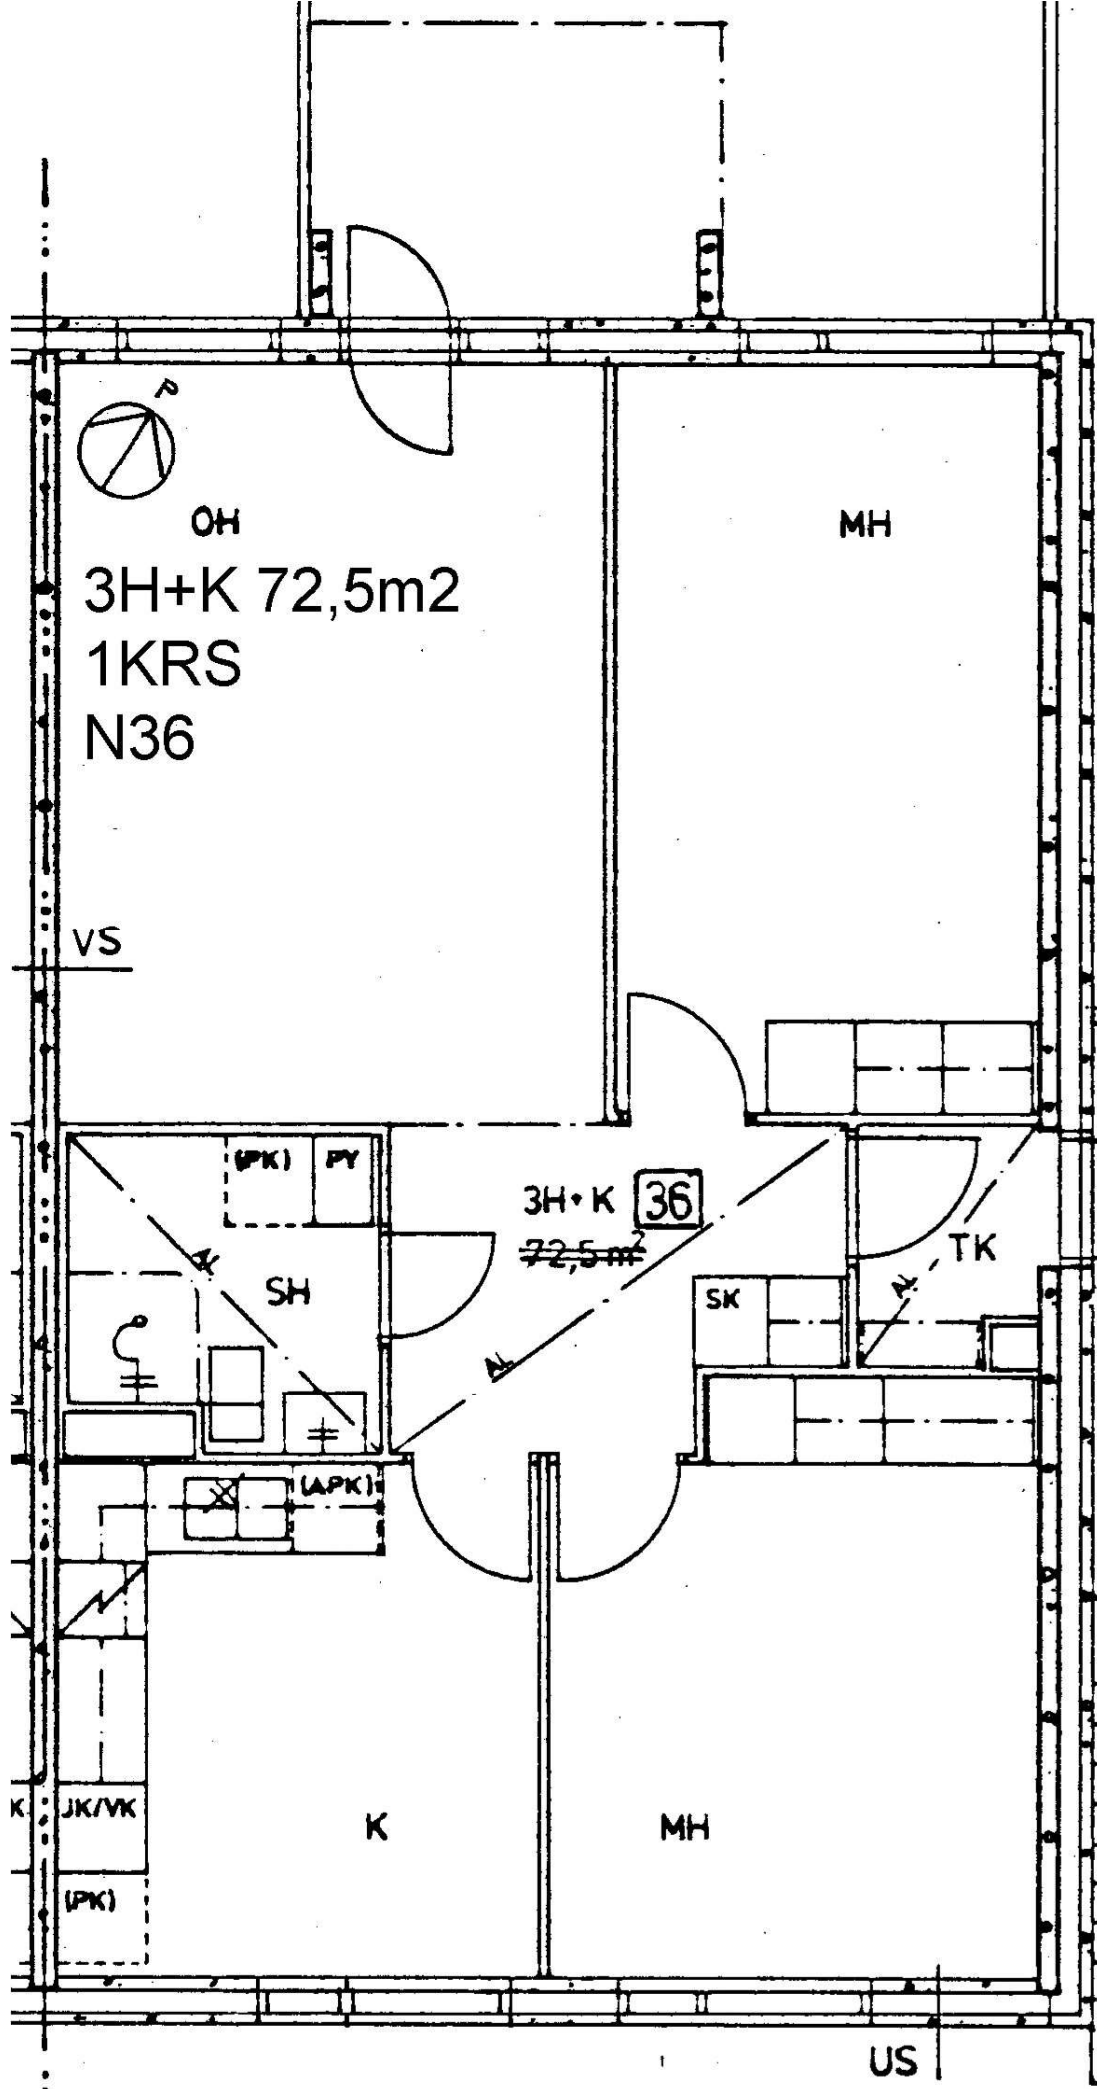 P
OH
MH
3H+K 72,5m2
1KRS
N36
VS
(PK)
PY
3H+K 36
72,5 m²
TK
SH
SK
AL
AL
AL
(APK)
K
JK/VK
K
MH
(PK)
US